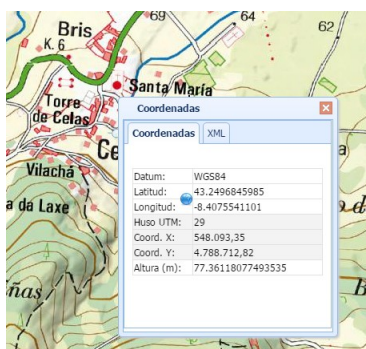 69
64
62
Bris
K. 6
Santa María
Torre
de Celas
Ce
Vilachá
a da Laxe
ñas
a
d
B
Coordenadas
Coordenadas XML
Datum: WGS84
Latitud: 43.2496845985
Longitud: -8.4075541101
Huso UTM: 29
Coord. X: 548.093,35
Coord. Y: 4.788.712,82
Altura (m): 77.36118077493535